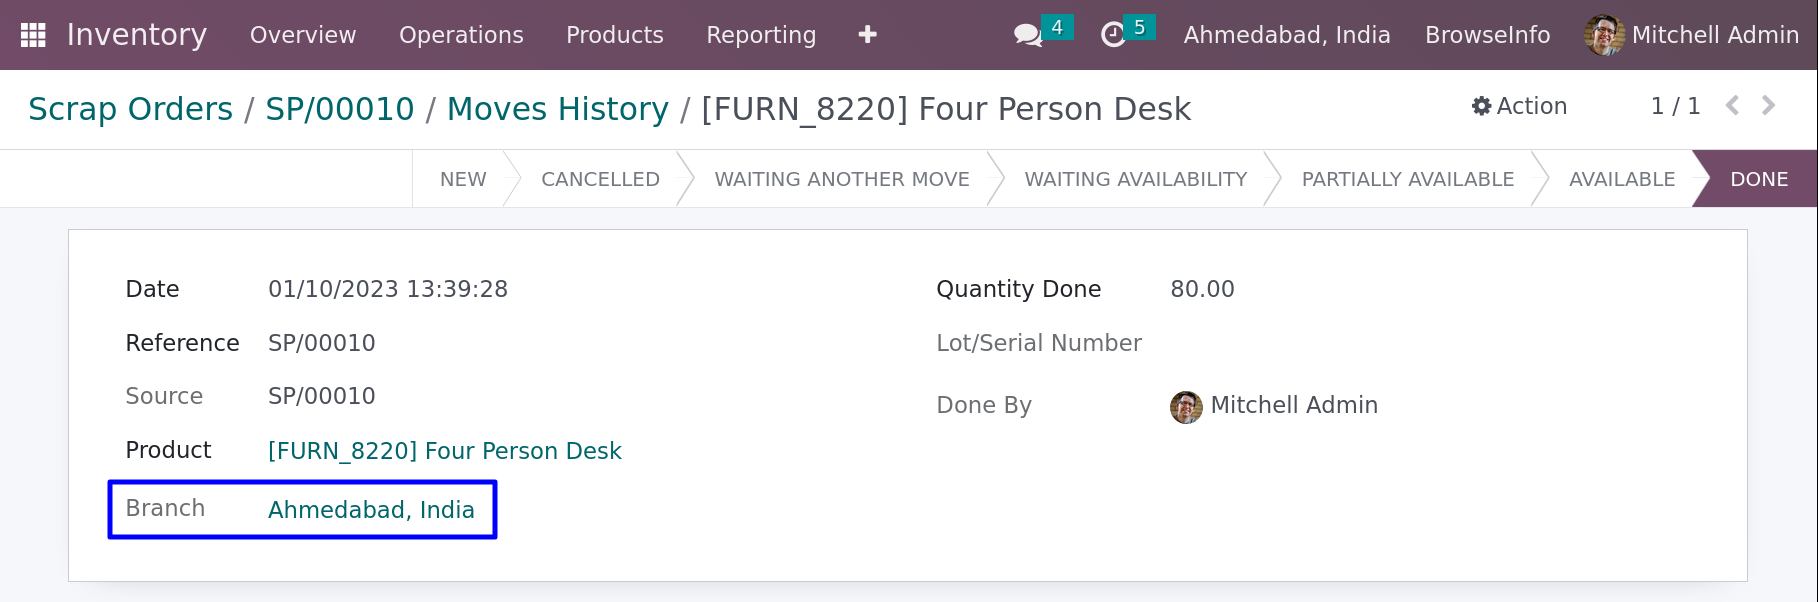 Inventory Overview Operations Products Reporting 4 5 Ahmedabad, India BrowseInfo Mitchell Admin
Scrap Orders / SP/00010 / Moves History / [FURN_8220] Four Person Desk Action 1 / 1
NEW CANCELLED WAITING ANOTHER MOVE WAITING AVAILABILITY PARTIALLY AVAILABLE AVAILABLE DONE
Date 01/10/2023 13:39:28 Quantity Done 80.00
Reference SP/00010 Lot/Serial Number
Source SP/00010 Done By Mitchell Admin
Product [FURN_8220] Four Person Desk
Branch Ahmedabad, India